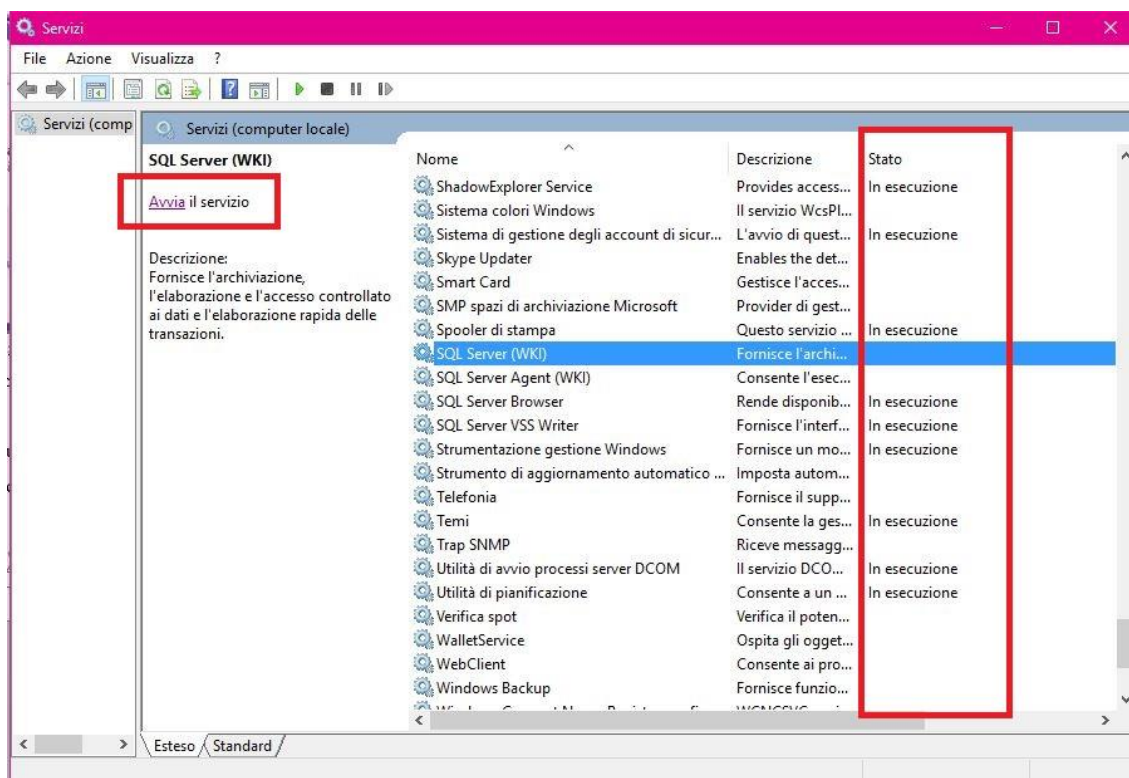 Servizi
File Azione Visualizza ?
Servizi (comp
Servizi (computer locale)
SQL Server (WKI)
Avvia il servizio
Descrizione:
Fornisce l'archiviazione,
l'elaborazione e l'accesso controllato
ai dati e l'elaborazione rapida delle
transazioni.
Nome Descrizione Stato
ShadowExplorer Service Provides access... In esecuzione
Sistema colori Windows Il servizio WcsPl...
Sistema di gestione degli account di sicur... L'avvio di quest... In esecuzione
Skype Updater Enables the det...
Smart Card Gestisce l'acces...
SMP spazi di archiviazione Microsoft Provider di gest...
Spooler di stampa Questo servizio ... In esecuzione
SQL Server (WKI) Fornisce l'archi...
SQL Server Agent (WKI) Consente l'esec...
SQL Server Browser Rende disponib... In esecuzione
SQL Server VSS Writer Fornisce l'interf... In esecuzione
Strumentazione gestione Windows Fornisce un mo... In esecuzione
Strumento di aggiornamento automatico ... Imposta autom...
Telefonia Fornisce il supp...
Temi Consente la ges... In esecuzione
Trap SNMP Riceve messagg...
Utilità di avvio processi server DCOM Il servizio DCO... In esecuzione
Utilità di pianificazione Consente a un ... In esecuzione
Verifica spot Verifica il poten...
WalletService Ospita gli ogget...
WebClient Consente ai pro...
Windows Backup Fornisce funzio...
Esteso Standard